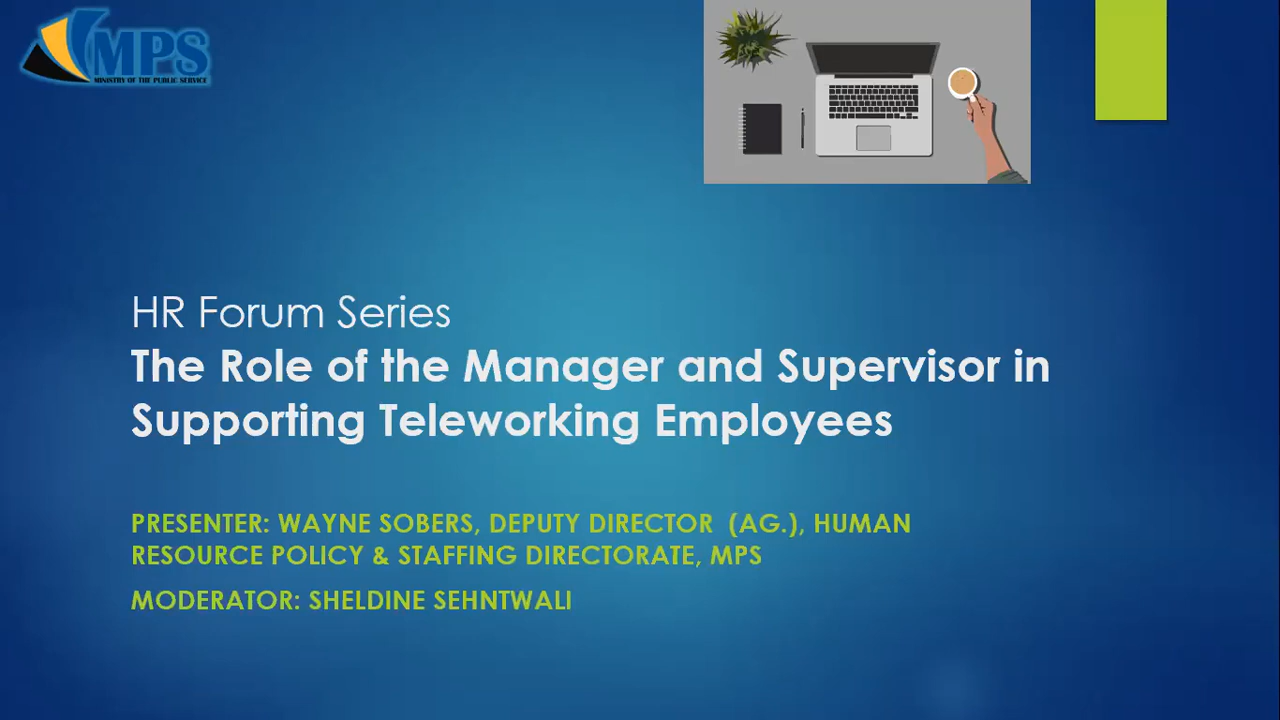 MPS
MINISTRY OF THE PUBLIC SERVICE
HR Forum Series
The Role of the Manager and Supervisor in
Supporting Teleworking Employees
PRESENTER: WAYNE SOBERS, DEPUTY DIRECTOR (AG.), HUMAN
RESOURCE POLICY & STAFFING DIRECTORATE, MPS
MODERATOR: SHELDINE SEHNTWALI